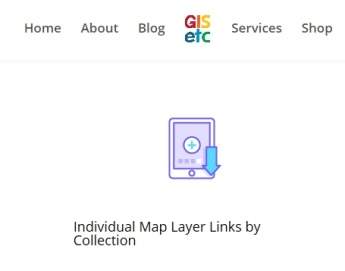 Home About Blog GIS etc Services Shop
Individual Map Layer Links by
Collection